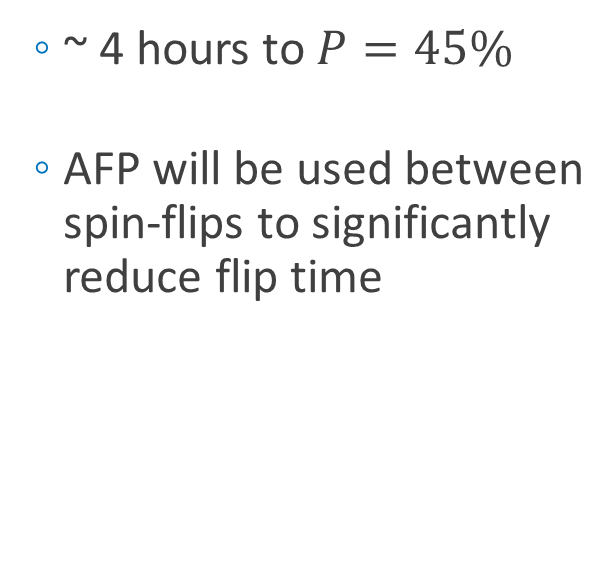 ◦ ~ 4 hours to P = 45%
◦ AFP will be used between
spin-flips to significantly
reduce flip time